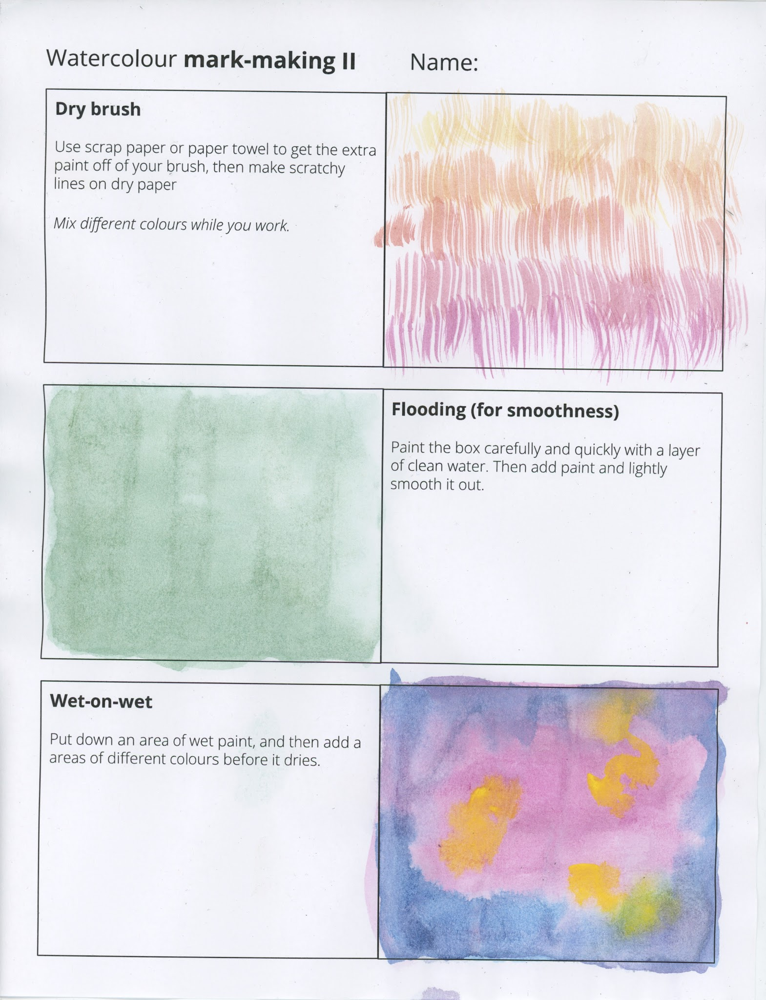 Watercolour mark-making II
Name:
Dry brush
Use scrap paper or paper towel to get the extra
paint off of your brush, then make scratchy
lines on dry paper
Mix different colours while you work.
Flooding (for smoothness)
Paint the box carefully and quickly with a layer
of clean water. Then add paint and lightly
smooth it out.
Wet-on-wet
Put down an area of wet paint, and then add a
areas of different colours before it dries.